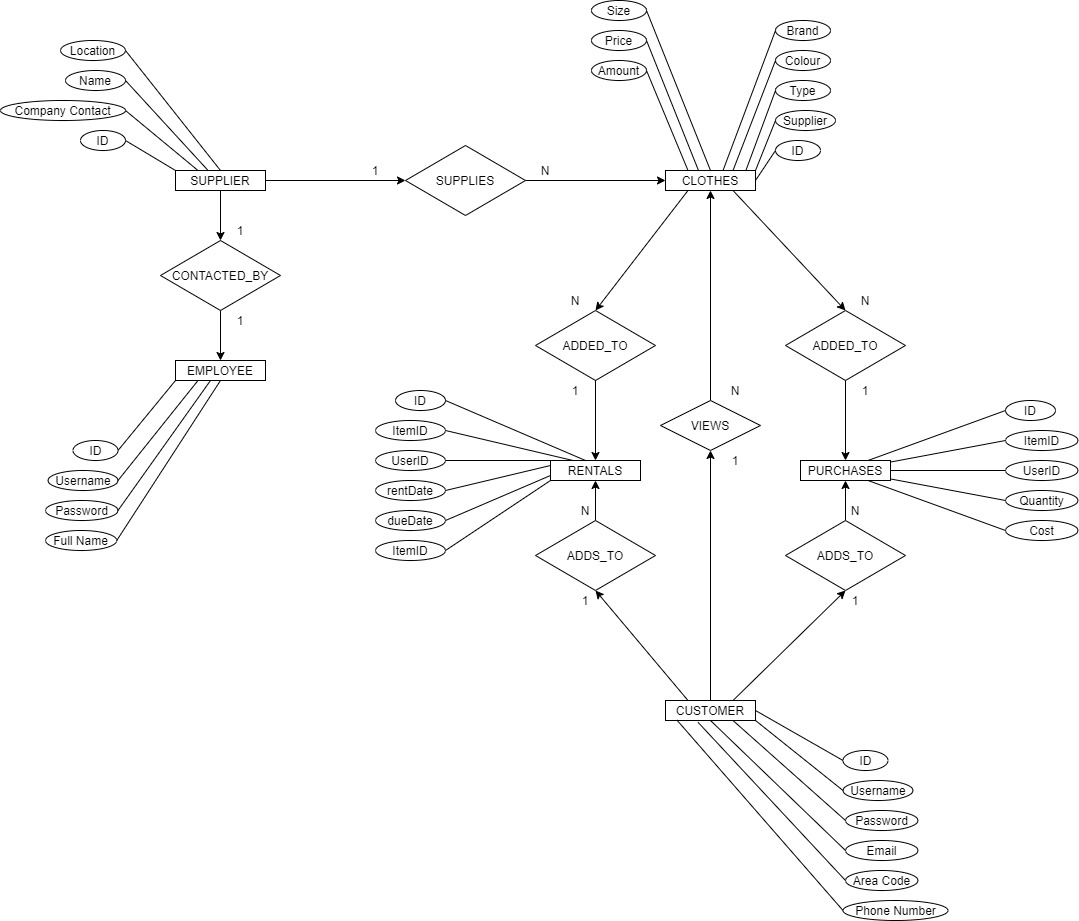 Size
Price
Amount
Brand
Colour
Type
Supplier
ID
Location
Name
Company Contact
ID
SUPPLIER
1
SUPPLIES
N
CLOTHES
1
CONTACTED_BY
1
EMPLOYEE
ID
Username
Password
Full Name
N
ADDED_TO
1
N
VIEWS
1
N
ADDED_TO
1
ID
ItemID
UserID
rentDate
dueDate
ItemID
RENTALS
PURCHASES
ID
ItemID
UserID
Quantity
Cost
N
ADDS_TO
1
N
ADDS_TO
1
CUSTOMER
ID
Username
Password
Email
Area Code
Phone Number